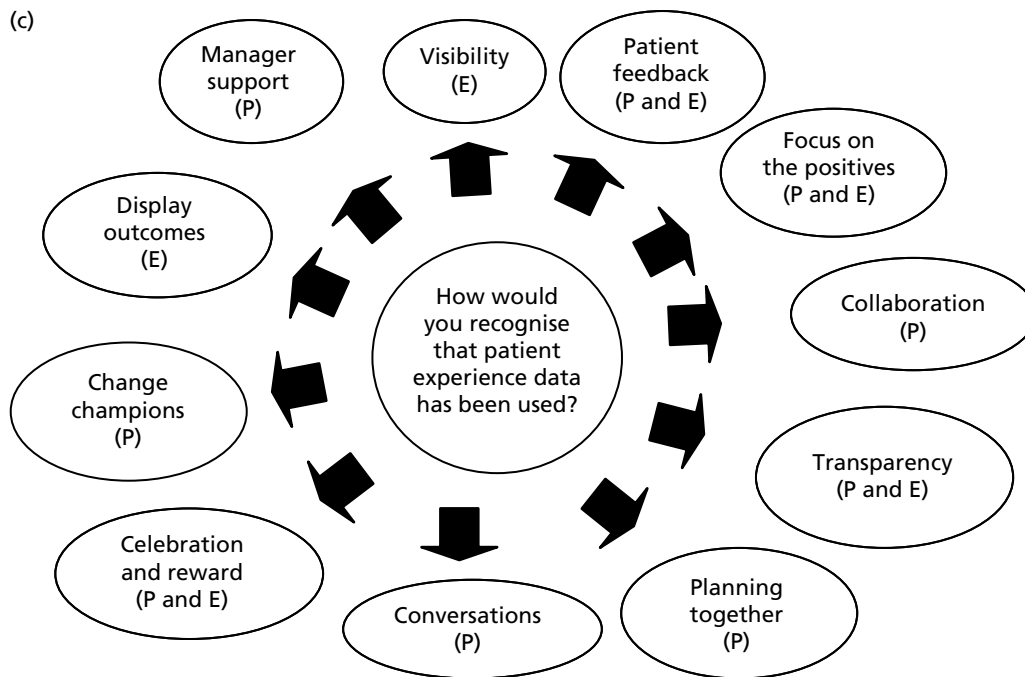 (c)
Manager
support
(P)
Visibility
(E)
Patient
feedback
(P and E)
Focus on
the positives
(P and E)
Collaboration
(P)
Transparency
(P and E)
Planning
together
(P)
Conversations
(P)
Celebration
and reward
(P and E)
Change
champions
(P)
Display
outcomes
(E)
How would
you recognise
that patient
experience data
has been used?